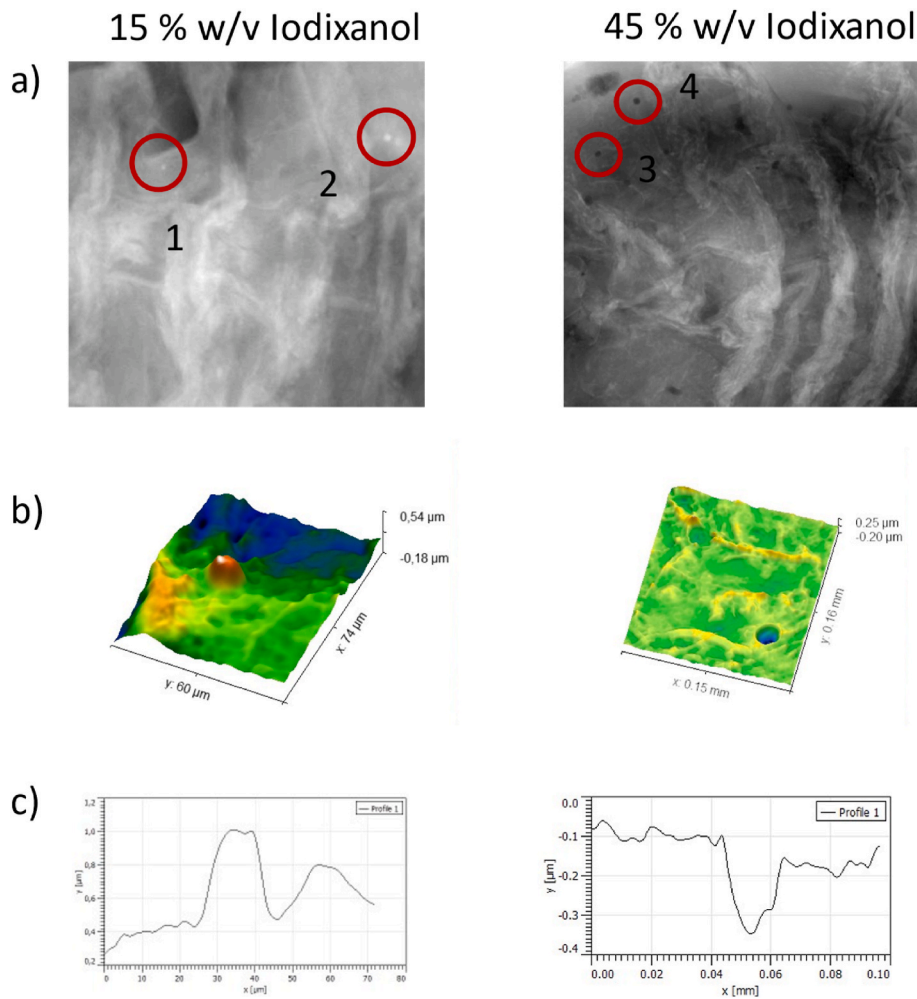 15 % w/v Iodixanol
45 % w/v Iodixanol
a)
1
2
3
4
b)
0,54 µm
-0,18 µm
x: 74 µm
y: 60 µm
0.25 µm
-0.20 µm
y: 0.16 mm
x: 0.15 mm
c)
1,2
1,0
0,8
0,6
0,4
0,2
y [µm]
Profile 1
0
10
20
30
40
50
60
70
80
x [µm]
0.0
-0.1
-0.2
-0.3
-0.4
y [µm]
Profile 1
0.00
0.02
0.04
0.06
0.08
0.10
x [mm]